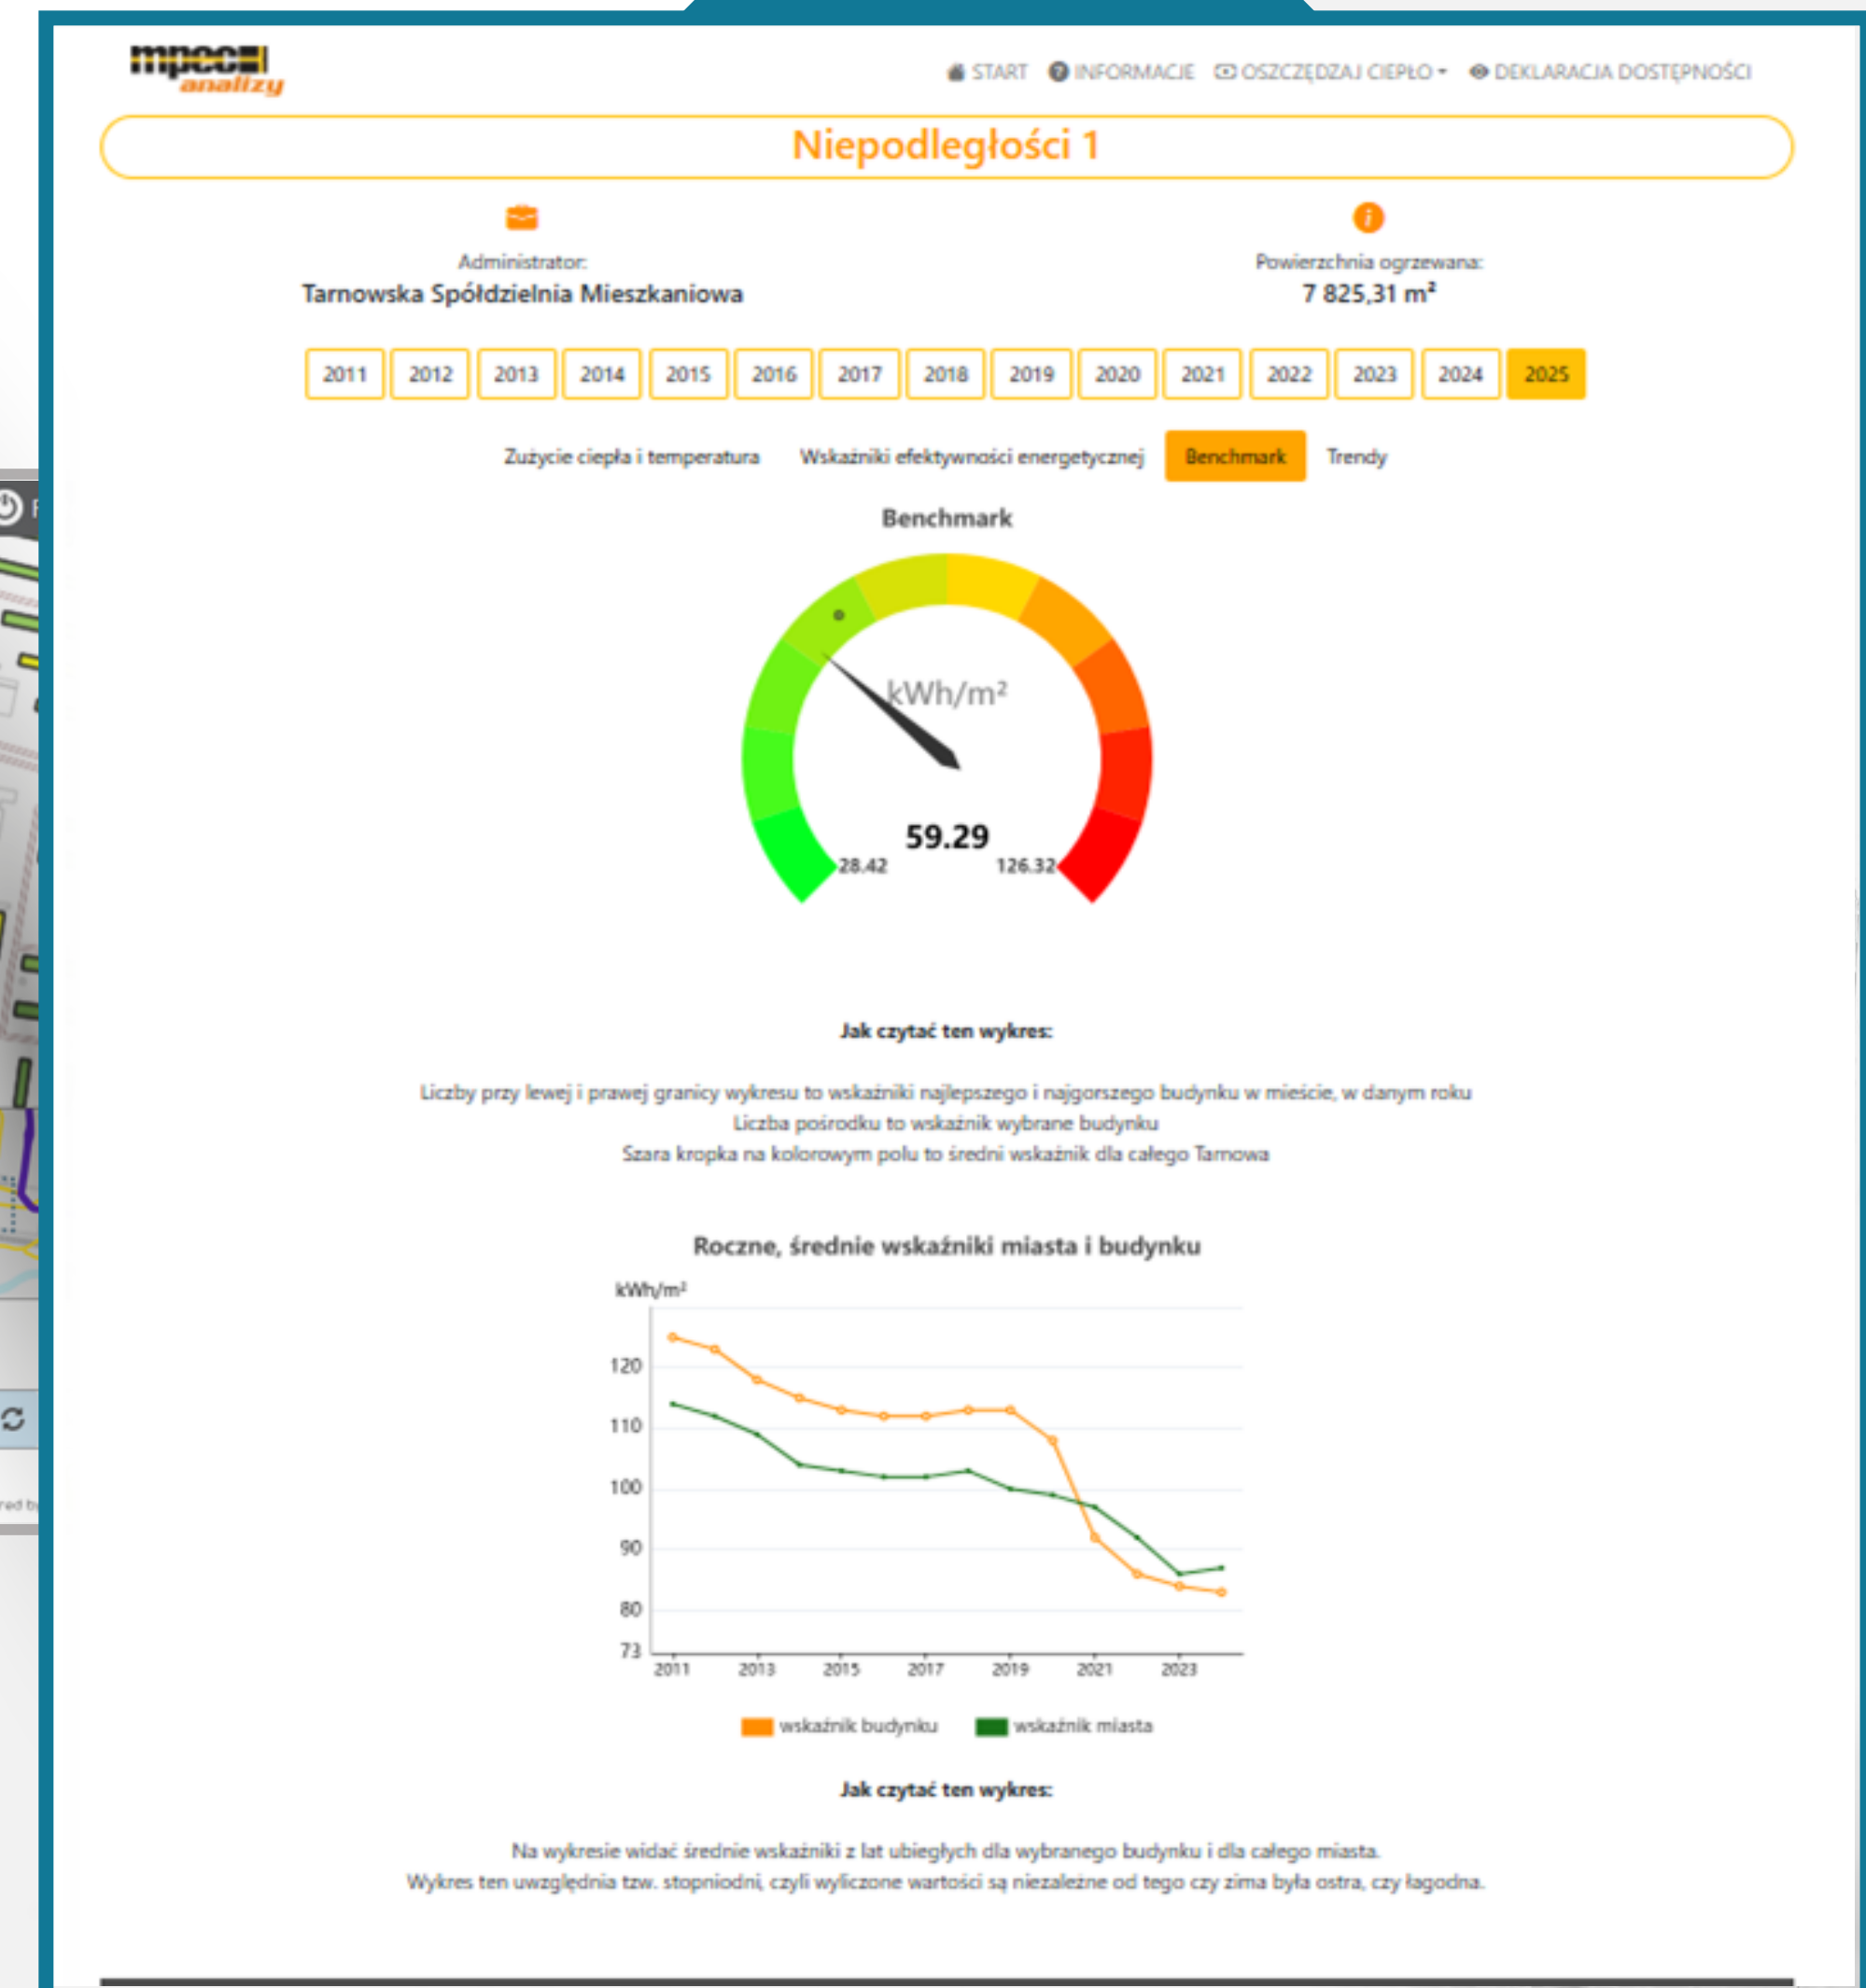 mpec
analizy
START INFORMACJE OSZCZĘDZAJ CIEPŁO DEKLARACJA DOSTĘPNOŚCI
Niepodległości 1
Administrator:
Tarnowska Spółdzielnia Mieszkaniowa
Powierzchnia ogrzewana:
7 825,31 m²
2011 2012 2013 2014 2015 2016 2017 2018 2019 2020 2021 2022 2023 2024 2025
Zużycie ciepła i temperatura Wskaźniki efektywności energetycznej Benchmark Trendy
Benchmark
kWh/m²
59.29
28.42 126.32
Jak czytać ten wykres:
Liczby przy lewej i prawej granicy wykresu to wskaźniki najlepszego i najgorszego budynku w mieście, w danym roku
Liczba pośrodku to wskaźnik wybrane budynku
Szara kropka na kolorowym polu to średni wskaźnik dla całego Tarnowa
Roczne, średnie wskaźniki miasta i budynku
kWh/m²
120
110
100
90
80
73
2011 2013 2015 2017 2019 2021 2023
wskaźnik budynku wskaźnik miasta
Jak czytać ten wykres:
Na wykresie widać średnie wskaźniki z lat ubiegłych dla wybranego budynku i dla całego miasta.
Wykres ten uwzględnia tzw. stopniodni, czyli wyliczone wartości są niezależne od tego czy zima była ostra, czy łagodna.